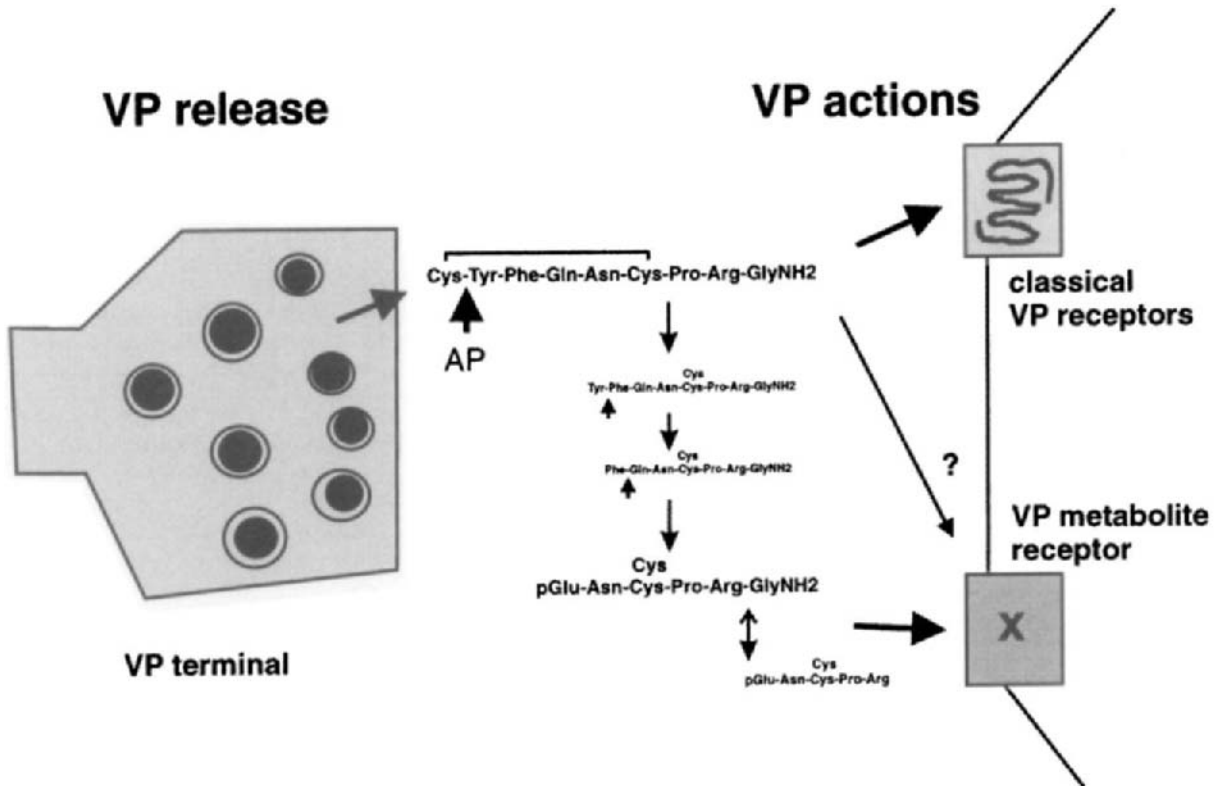 VP release
VP actions
Cys-Tyr-Phe-Gln-Asn-Cys-Pro-Arg-GlyNH2
AP
classical
VP receptors
Cys
Tyr-Phe-Gln-Asn-Cys-Pro-Arg-GlyNH2
Cys
Phe-Gln-Asn-Cys-Pro-Arg-GlyNH2
?
VP metabolite
receptor
Cys
pGlu-Asn-Cys-Pro-Arg-GlyNH2
X
VP terminal
Cys
pGlu-Asn-Cys-Pro-Arg